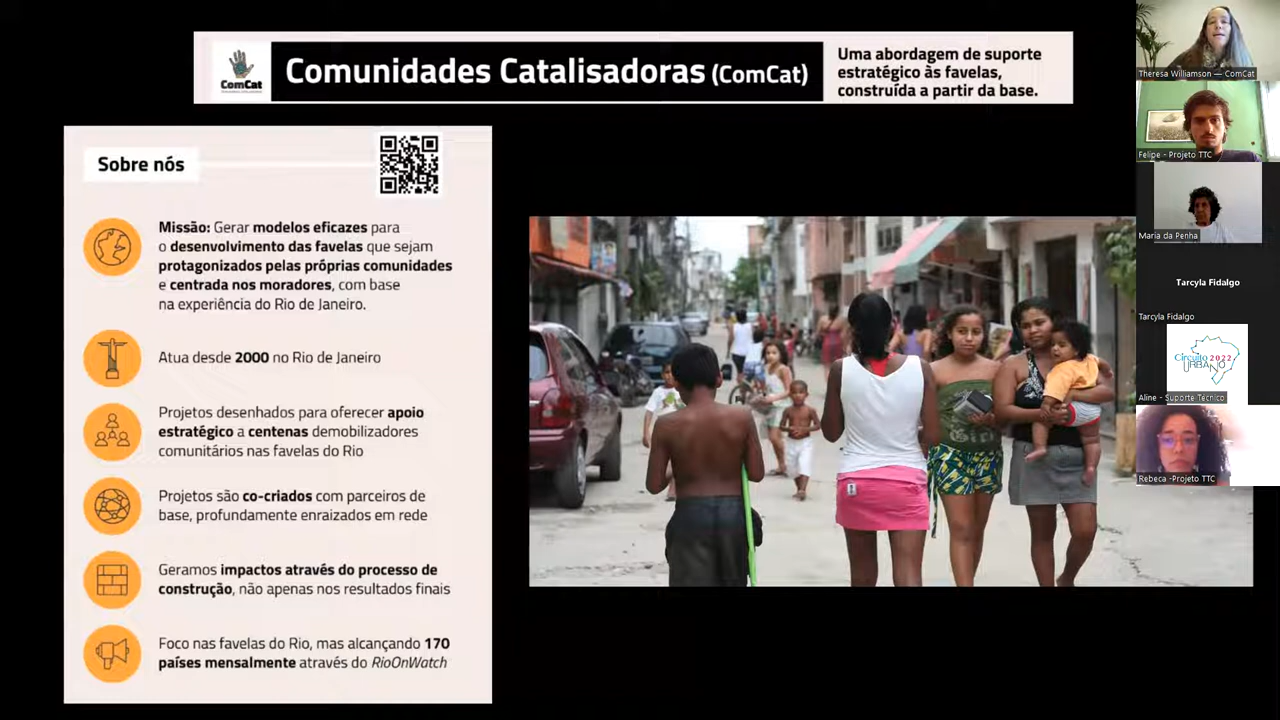 ComCat
Comunidades Catalisadoras (ComCat)
Uma abordagem de suporte
estratégico às favelas,
construída a partir da base.
Sobre nós
Missão: Gerar modelos eficazes para
o desenvolvimento das favelas que sejam
protagonizados pelas próprias comunidades
e centrada nos moradores, com base
na experiência do Rio de Janeiro.
Atua desde 2000 no Rio de Janeiro
Projetos desenhados para oferecer apoio
estratégico a centenas demobilizadores
comunitários nas favelas do Rio
Projetos são co-criados com parceiros de
base, profundamente enraizados em rede
Geramos impactos através do processo de
construção, não apenas nos resultados finais
Foco nas favelas do Rio, mas alcançando 170
países mensalmente através do RioOnWatch
Theresa Williamson — ComCat
Felipe - Projeto TTC
Maria da Penha
Tarcyla Fidalgo
Tarcyla Fidalgo
Circuito 2022
URBANO
Aline - Suporte Técnico
Rebeca -Projeto TTC